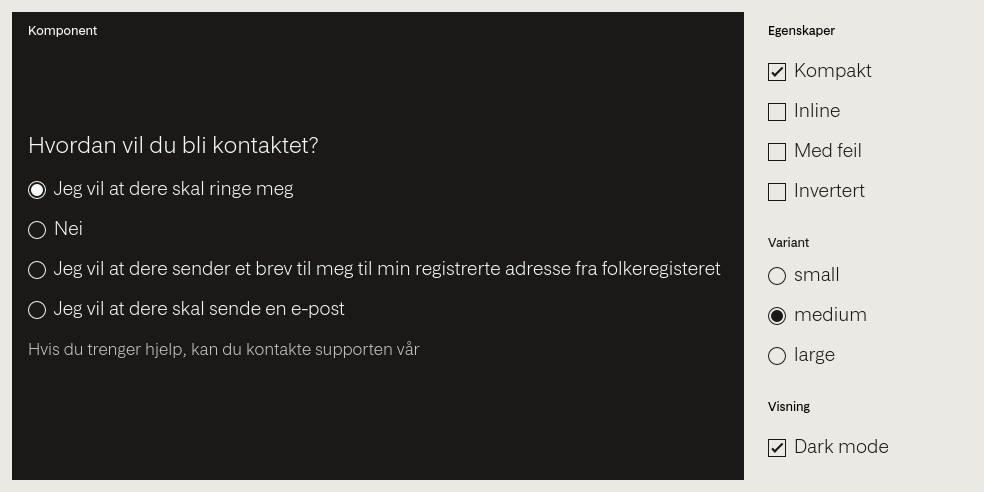 Komponent
Hvordan vil du bli kontaktet?
Jeg vil at dere skal ringe meg
Nei
Jeg vil at dere sender et brev til meg til min registrerte adresse fra folkeregisteret
Jeg vil at dere skal sende en e-post
Hvis du trenger hjelp, kan du kontakte supporten vår
Egenskaper
Kompakt
Inline
Med feil
Invertert
Variant
small
medium
large
Visning
Dark mode